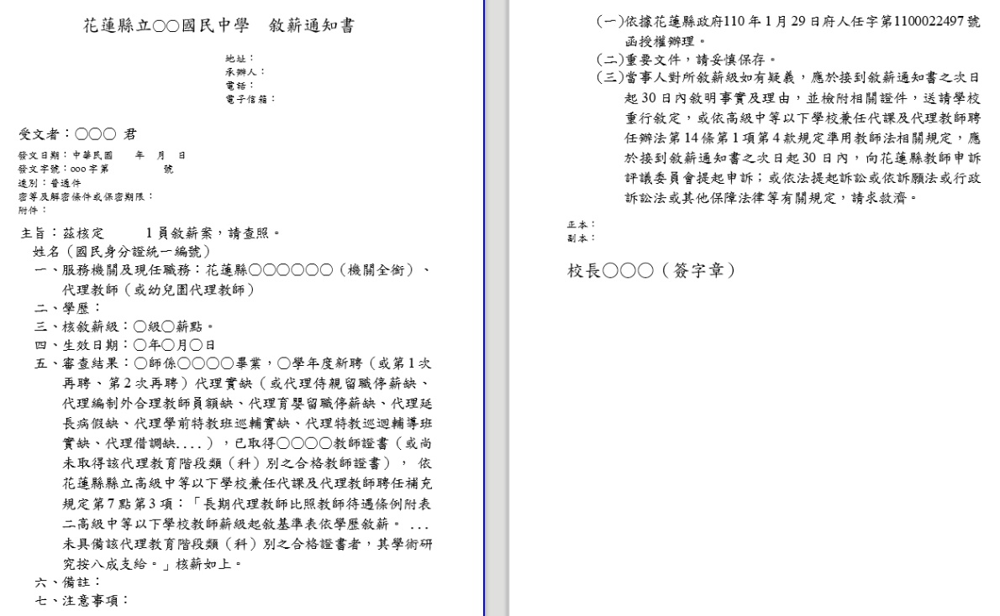 花蓮縣立○○國民中學　敘薪通知書
地址：
承辦人：
電話：
電子信箱：
受文者：○○○ 君
發文日期：中華民國　　年　月　日
發文字號：ooo字第　　　　　號
速別：普通件
密等及解密條件或保密期限：
附件：
主旨：茲核定　　　1員敘薪案，請查照。
姓名（國民身分證統一編號）
一、服務機關及現任職務：花蓮縣○○○○○○（機關全銜）、
代理教師（或幼兒園代理教師）
二、學歷：
三、核敘薪級：○級○薪點。
四、生效日期：○年○月○日
五、審查結果：○師係○○○○畢業，○學年度新聘（或第1次
再聘、第2次再聘）代理實缺（或代理侍親留職停薪缺、
代理編制外合理教師員額缺、代理育嬰留職停薪缺、代理延
長病假缺、代理學前特教班巡輔實缺、代理特教巡迴輔導班
實缺、代理借調缺....），已取得○○○○教師證書（或尚
未取得該代理教育階段類（科）別之合格教師證書）， 依
花蓮縣縣立高級中等以下學校兼任代課及代理教師聘任補充
規定第7點第3項：「長期代理教師比照教師待遇條例附表
二高級中等以下學校教師薪級起敘基準表依學歷敘薪。 ...
未具備該代理教育階段類（科）別之合格證書者，其學術研
究按八成支給。」核薪如上。
六、備註：
七、注意事項：
（一）依據花蓮縣政府110年1月29日府人任字第1100022497號
函授權辦理。
（二）重要文件，請妥慎保存。
（三）當事人對所敘薪級如有疑義，應於接到敘薪通知書之次日
起30日內敘明事實及理由，並檢附相關證件，送請學校
重行敘定，或依高級中等以下學校兼任代課及代理教師聘
任辦法第14條第1項第4款規定準用教師法相關規定，應
於接到敘薪通知書之次日起30日內，向花蓮縣教師申訴
評議委員會提起申訴；或依法提起訴訟或依訴願法或行政
訴訟法或其他保障法律等有關規定，請求救濟。
正本：
副本：
校長○○○（簽字章）